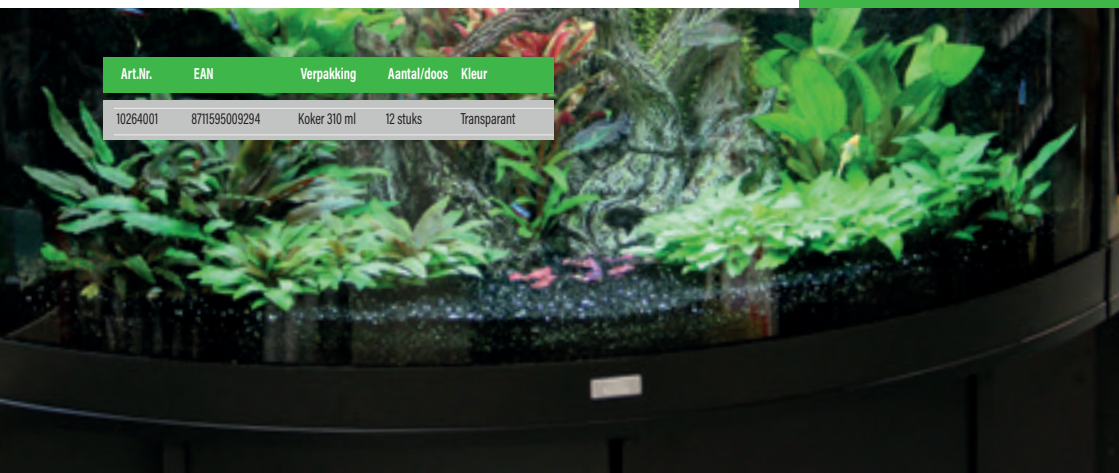 Art.Nr. EAN Verpakking Aantal/doos Kleur
10264001 8711595009294 Koker 310 ml 12 stuks Transparant